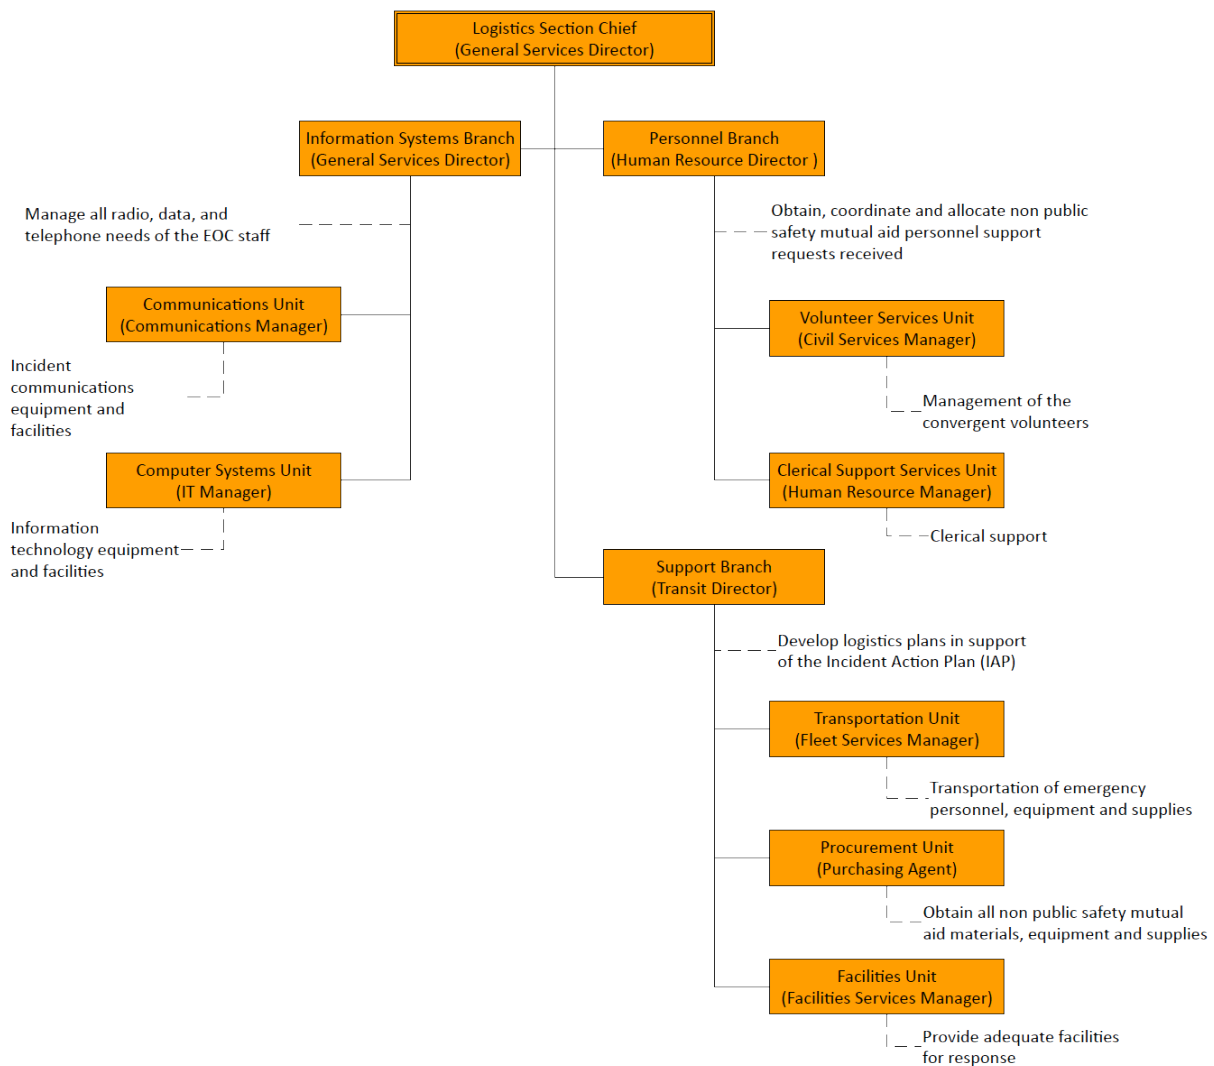 Logistics Section Chief
(General Services Director)
Information Systems Branch
(General Services Director)
Personnel Branch
(Human Resource Director )
Manage all radio, data, and
telephone needs of the EOC staff
Obtain, coordinate and allocate non public
safety mutual aid personnel support
requests received
Communications Unit
(Communications Manager)
Volunteer Services Unit
(Civil Services Manager)
Incident
communications
equipment and
facilities
Management of the
convergent volunteers
Computer Systems Unit
(IT Manager)
Clerical Support Services Unit
(Human Resource Manager)
Information
technology equipment
and facilities
Clerical support
Support Branch
(Transit Director)
Develop logistics plans in support
of the Incident Action Plan (IAP)
Transportation Unit
(Fleet Services Manager)
Transportation of emergency
personnel, equipment and supplies
Procurement Unit
(Purchasing Agent)
Obtain all non public safety mutual
aid materials, equipment and supplies
Facilities Unit
(Facilities Services Manager)
Provide adequate facilities
for response